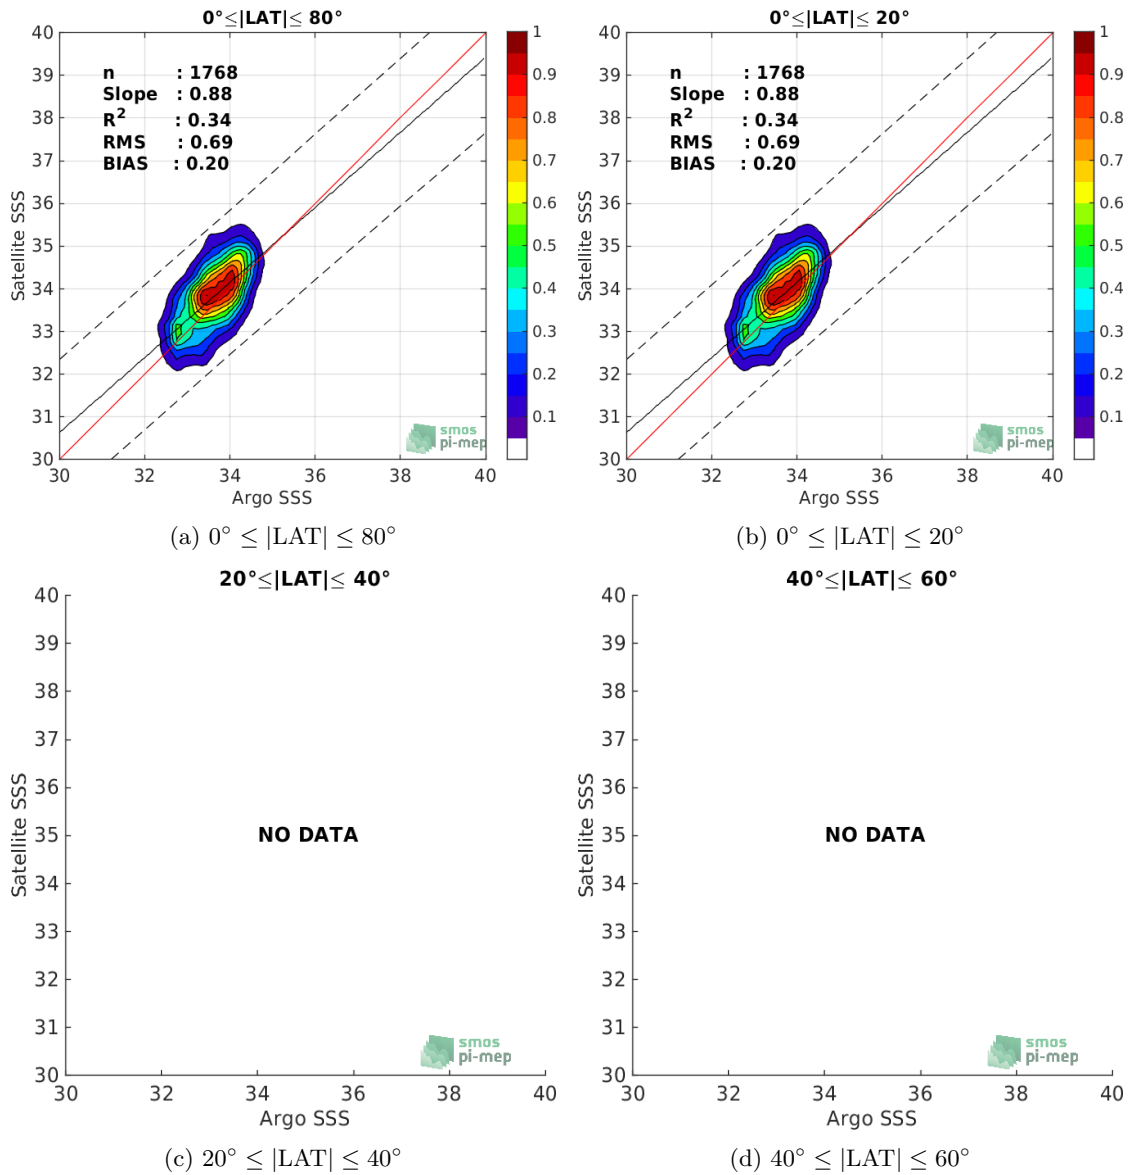 0°≤|LAT|≤ 80°
40
39
38
37
36
35
34
33
32
31
30
Satellite SSS
n : 1768
Slope : 0.88
R² : 0.34
RMS : 0.69
BIAS : 0.20
smos
pi-mep
30 32 34 36 38 40
Argo SSS
1
0.9
0.8
0.7
0.6
0.5
0.4
0.3
0.2
0.1
(a) 0° ≤ |LAT| ≤ 80°
0°≤|LAT|≤ 20°
40
39
38
37
36
35
34
33
32
31
30
Satellite SSS
n : 1768
Slope : 0.88
R² : 0.34
RMS : 0.69
BIAS : 0.20
smos
pi-mep
30 32 34 36 38 40
Argo SSS
1
0.9
0.8
0.7
0.6
0.5
0.4
0.3
0.2
0.1
(b) 0° ≤ |LAT| ≤ 20°
20°≤|LAT|≤ 40°
40
39
38
37
36
35
34
33
32
31
30
Satellite SSS
NO DATA
smos
pi-mep
30 32 34 36 38 40
Argo SSS
(c) 20° ≤ |LAT| ≤ 40°
40°≤|LAT|≤ 60°
40
39
38
37
36
35
34
33
32
31
30
Satellite SSS
NO DATA
smos
pi-mep
30 32 34 36 38 40
Argo SSS
(d) 40° ≤ |LAT| ≤ 60°